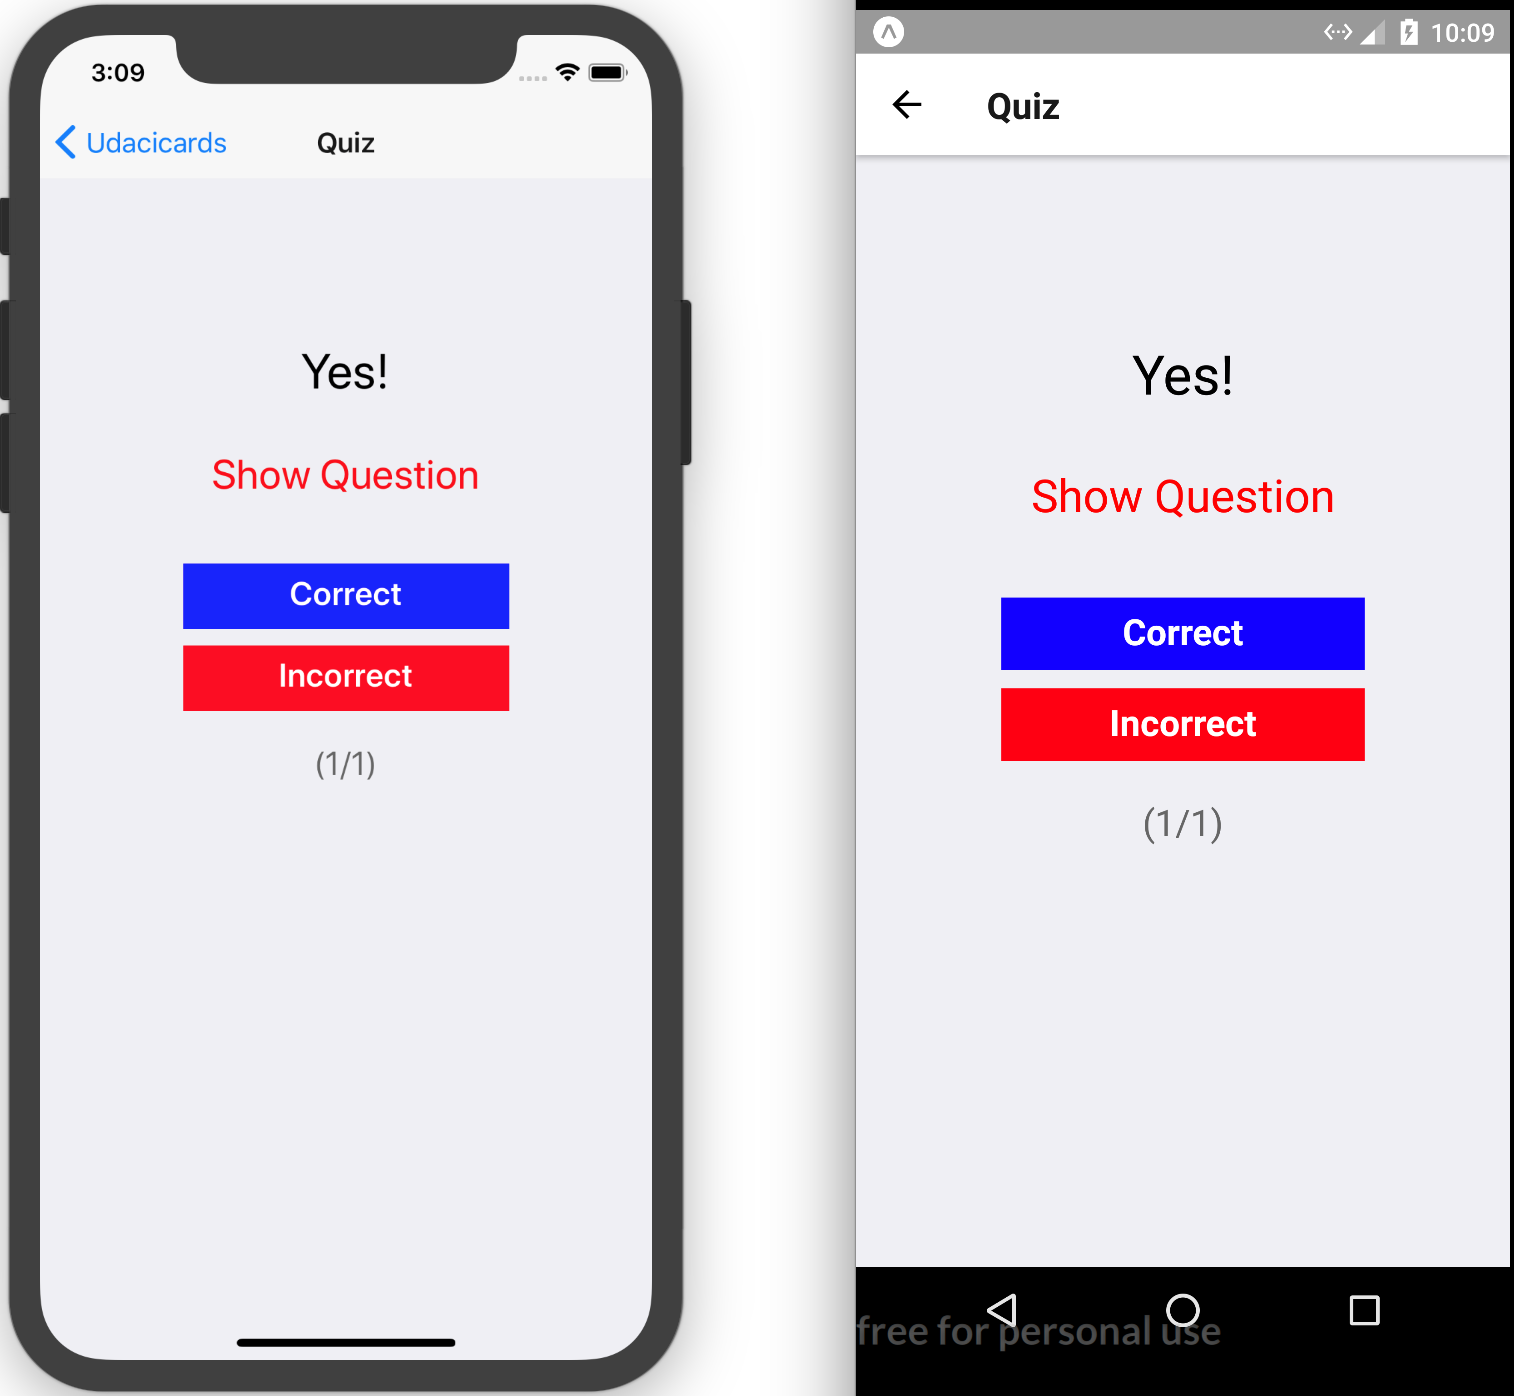 3:09
Udacicards
Quiz
Yes!
Show Question
Correct
Incorrect
(1/1)
10:09
Quiz
Yes!
Show Question
Correct
Incorrect
(1/1)
free for personal use